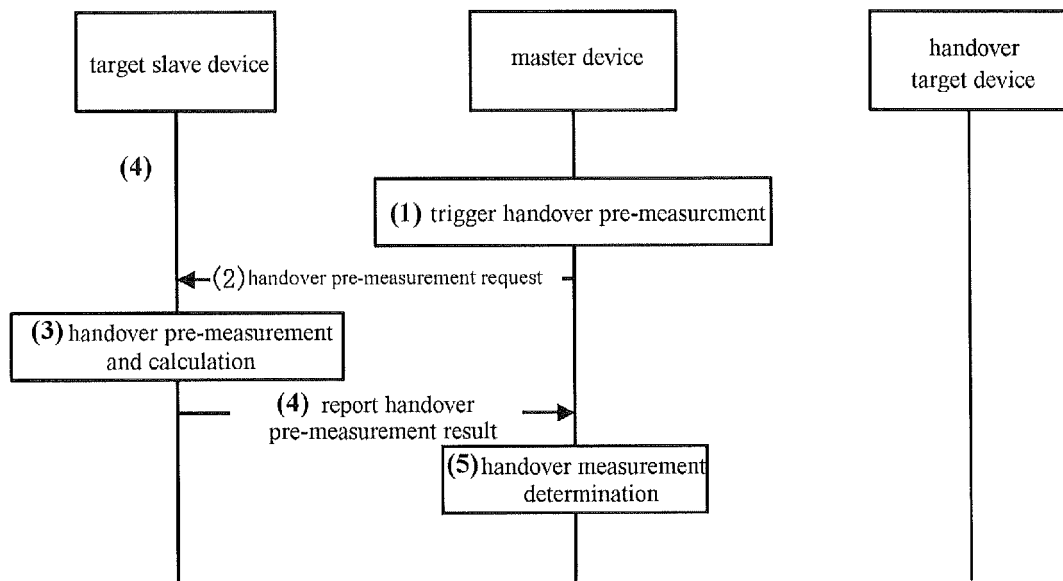 target slave device
master device
handover
target device
(4)
(1) trigger handover pre-measurement
(2) handover pre-measurement request
(3) handover pre-measurement
and calculation
(4) report handover
pre-measurement result
(5) handover measurement
determination